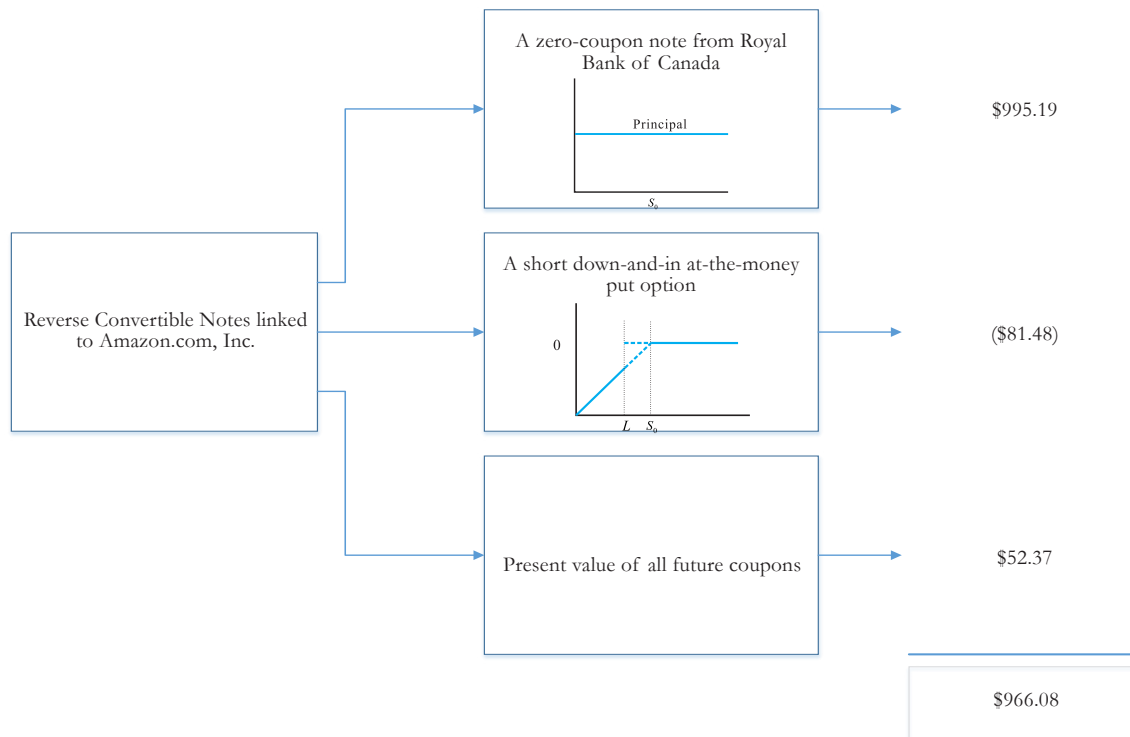 A zero-coupon note from Royal
Bank of Canada
Principal
S₀
$995.19
Reverse Convertible Notes linked
to Amazon.com, Inc.
A short down-and-in at-the-money
put option
0
L S₀
($81.48)
Present value of all future coupons
$52.37
$966.08